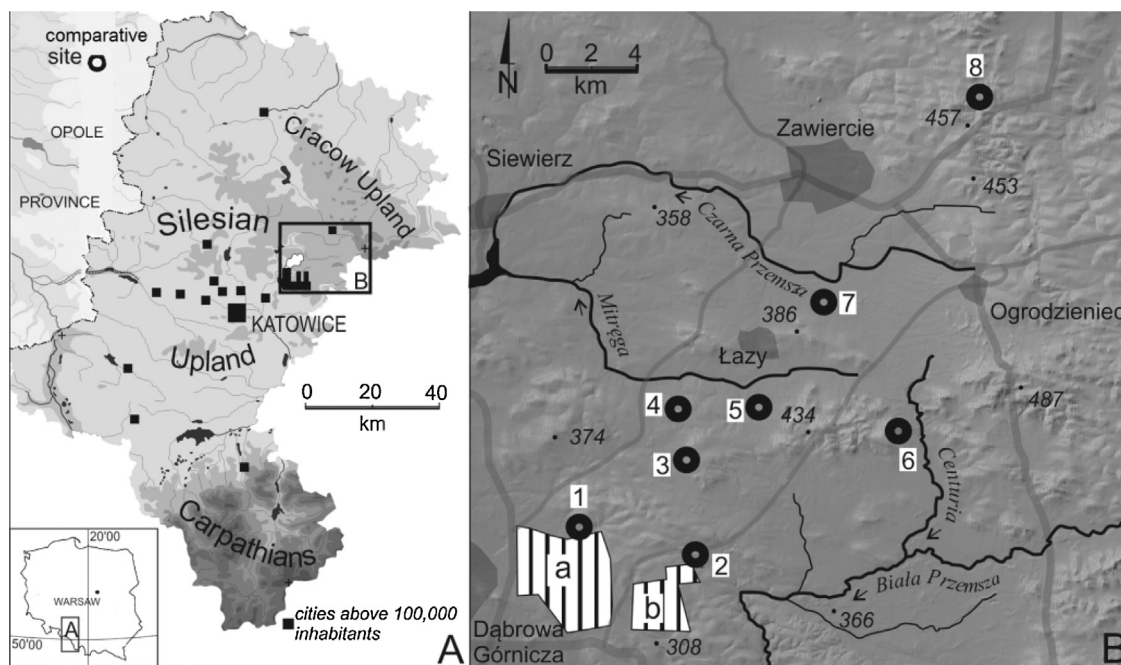 comparative
site
OPOLE
PROVINCE
Cracow Upland
Silesian
B
KATOWICE
Upland
0 20 40
km
Carpathians
20'00
WARSAW
A
50'00
cities above 100,000
inhabitants
A
N
0 2 4
km
8
457
Zawiercie
Siewierz
453
358
Czarna Przemsza
7
Ogrodzieniec
386
Mitręga
Łazy
487
4
5
434
374
6
3
Centuria
1
2
a
b
Biała Przemsza
366
Dąbrowa
Górnicza
308
B